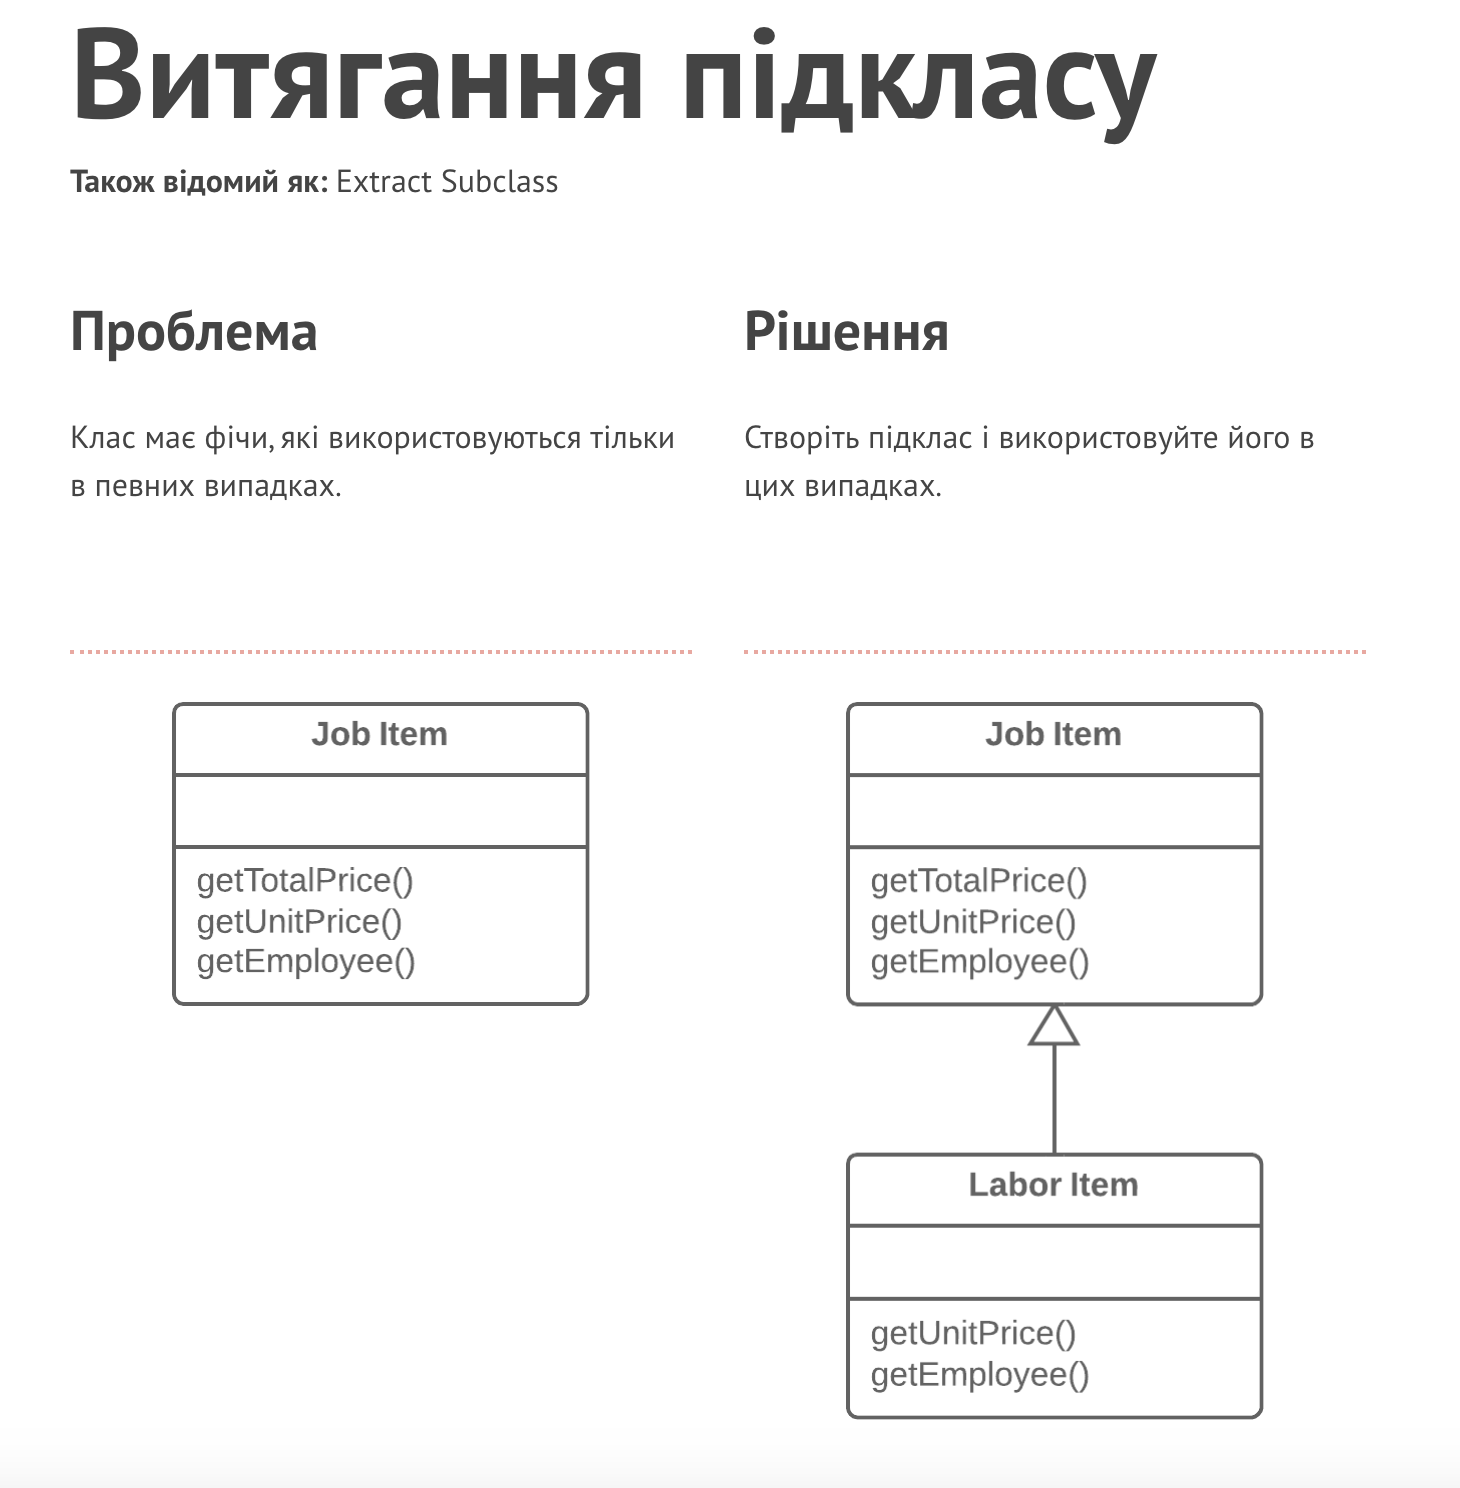 Витягання підкласу
Також відомий як: Extract Subclass
Проблема
Клас має фічи, які використовуються тільки
в певних випадках.
Рішення
Створіть підклас і використовуйте його в
цих випадках.
Job Item
getTotalPrice()
getUnitPrice()
getEmployee()
Job Item
getTotalPrice()
getUnitPrice()
getEmployee()
Labor Item
getUnitPrice()
getEmployee()